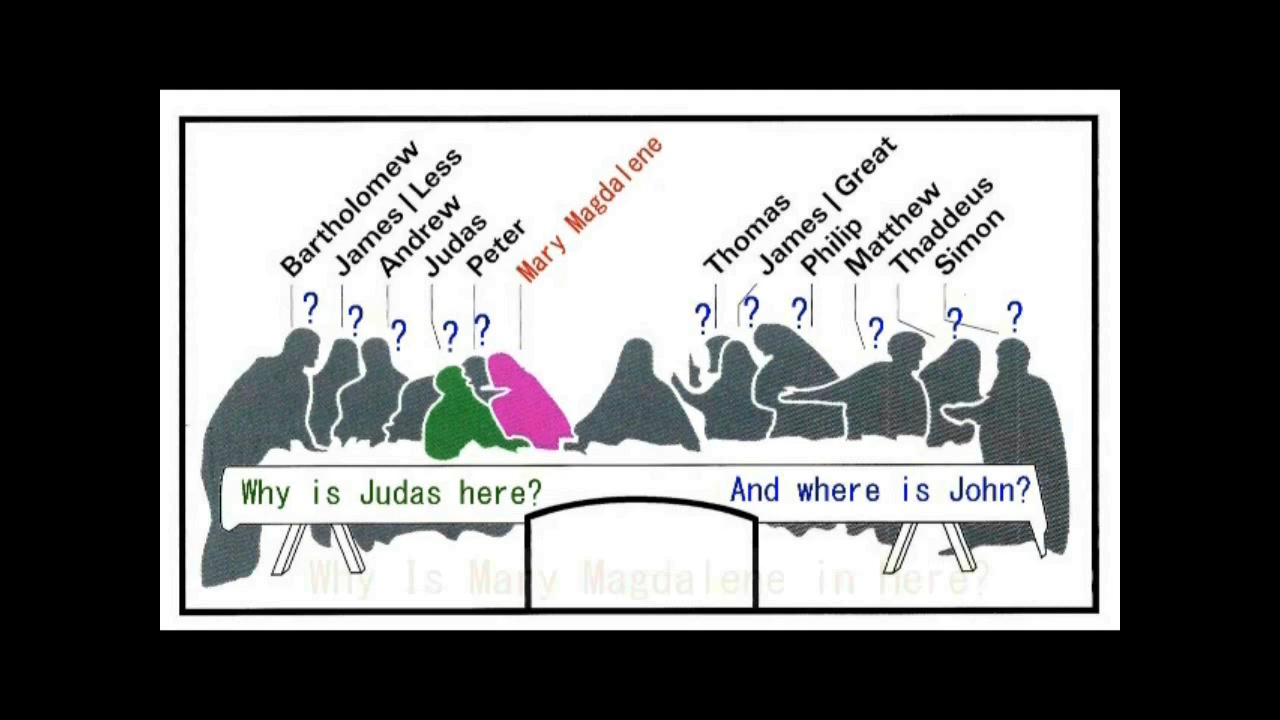 Bartholomew
James | Less
Andrew
Judas
Peter
Mary Magdalene
Thomas
James | Great
Philip
Matthew
Thaddeus
Simon
? ? ? ? ? ? ? ? ? ? ?
Why is Judas here?
And where is John?
Why Is Mary Magdalene in here?